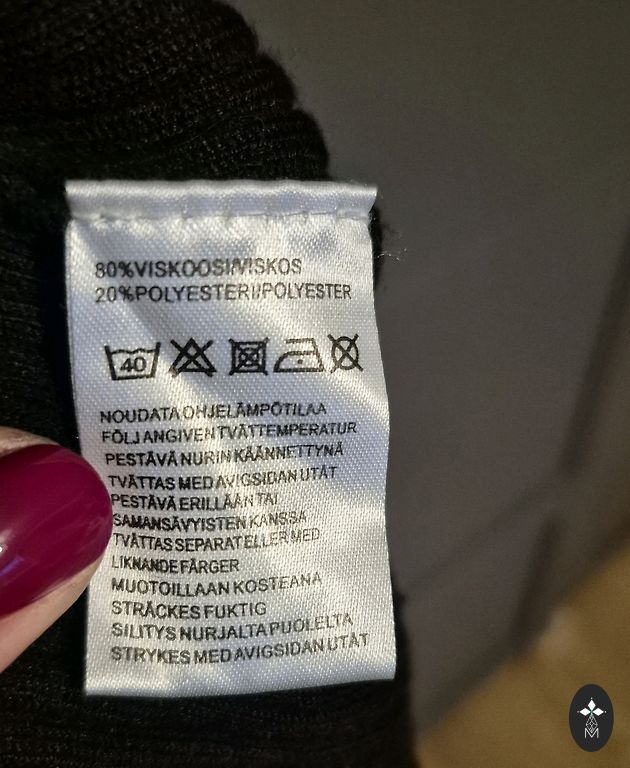 80%VISKOOSI/VISKOS
20%POLYESTERI/POLYESTER
40
NOUDATA OHJELÄMPÖTILAA
FÖLJ ANGIVEN TVÄTTEMPERATUR
PESTÄVÄ NURIN KÄÄNNETTYNÄ
TVÄTTAS MED AVIGSIDAN UTÅT
PESTÄVÄ ERILLÄÄN TAI
SAMANSÄVYISTEN KANSSA
TVÄTTAS SEPARAT ELLER MED
LIKNANDE FÄRGER
MUOTOILLAAN KOSTEANA
STRÄCKES FUKTIG
SILITYS NURJALTA PUOLELTA
STRYKES MED AVIGSIDAN UTÅT
M